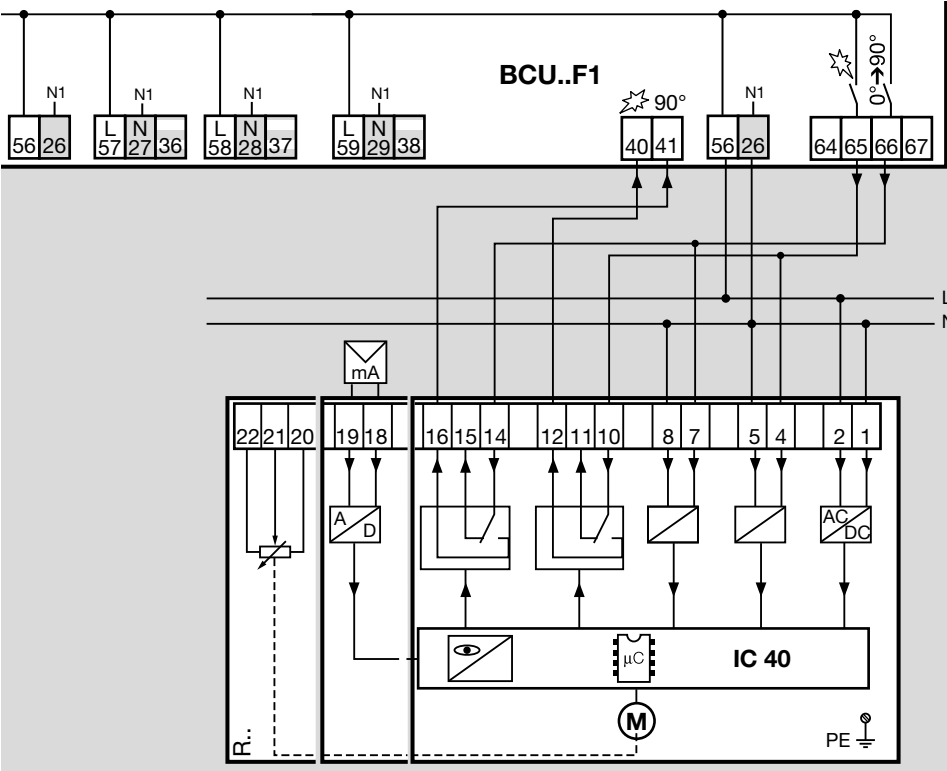 BCU..F1
N1 N1 N1 N1 N1
0°➔90°
90°
L N L N L N
56 26 57 27 36 58 28 37 59 29 38 40 41 56 26 64 65 66 67
L
N
mA
22 21 20 19 18 16 15 14 12 11 10 8 7 5 4 2 1
A D AC DC
µC IC 40
M
R.. PE